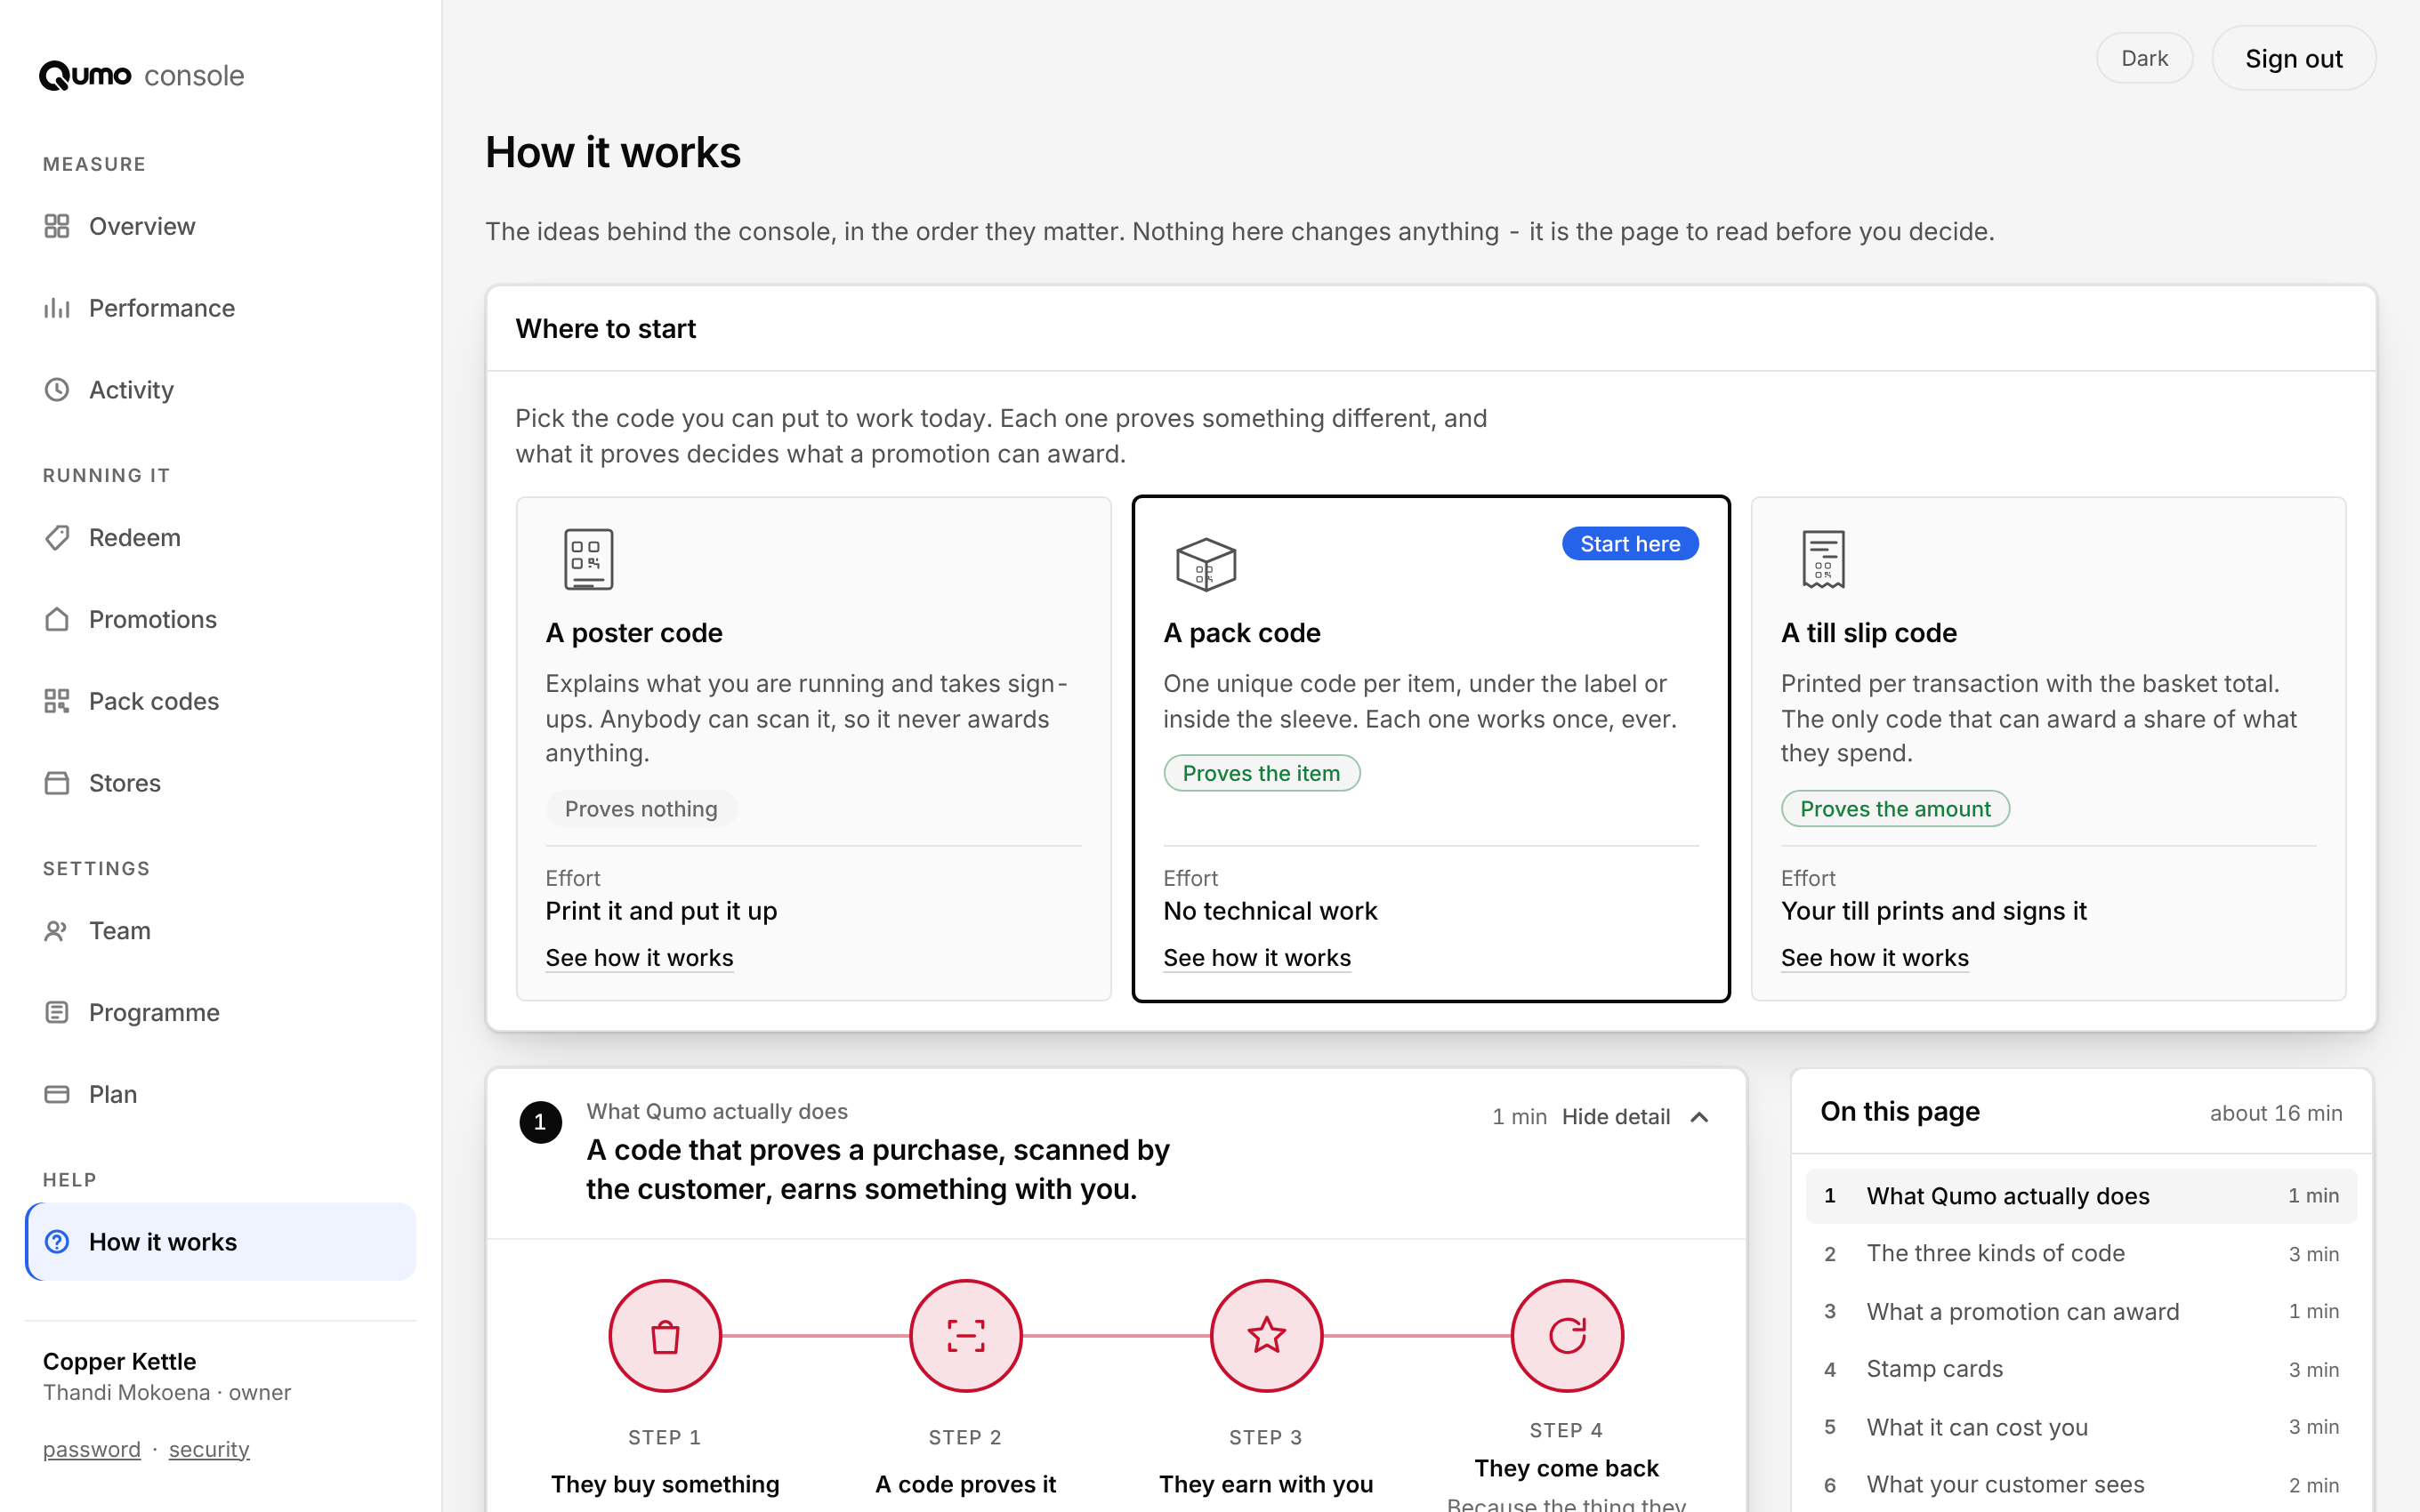 Qumo console
MEASURE
Overview
Performance
Activity
RUNNING IT
Redeem
Promotions
Pack codes
Stores
SETTINGS
Team
Programme
Plan
HELP
How it works
Copper Kettle
Thandi Mokoena · owner
password · security
Dark
Sign out
How it works
The ideas behind the console, in the order they matter. Nothing here changes anything - it is the page to read before you decide.
Where to start
Pick the code you can put to work today. Each one proves something different, and
what it proves decides what a promotion can award.
A poster code
Explains what you are running and takes sign-
ups. Anybody can scan it, so it never awards
anything.
Proves nothing
Effort
Print it and put it up
See how it works
Start here
A pack code
One unique code per item, under the label or
inside the sleeve. Each one works once, ever.
Proves the item
Effort
No technical work
See how it works
A till slip code
Printed per transaction with the basket total.
The only code that can award a share of what
they spend.
Proves the amount
Effort
Your till prints and signs it
See how it works
1
What Qumo actually does
1 min Hide detail
A code that proves a purchase, scanned by
the customer, earns something with you.
STEP 1
They buy something
STEP 2
A code proves it
STEP 3
They earn with you
STEP 4
They come back
Because the thing they
On this page
about 16 min
1 What Qumo actually does 1 min
2 The three kinds of code 3 min
3 What a promotion can award 1 min
4 Stamp cards 3 min
5 What it can cost you 3 min
6 What your customer sees 2 min